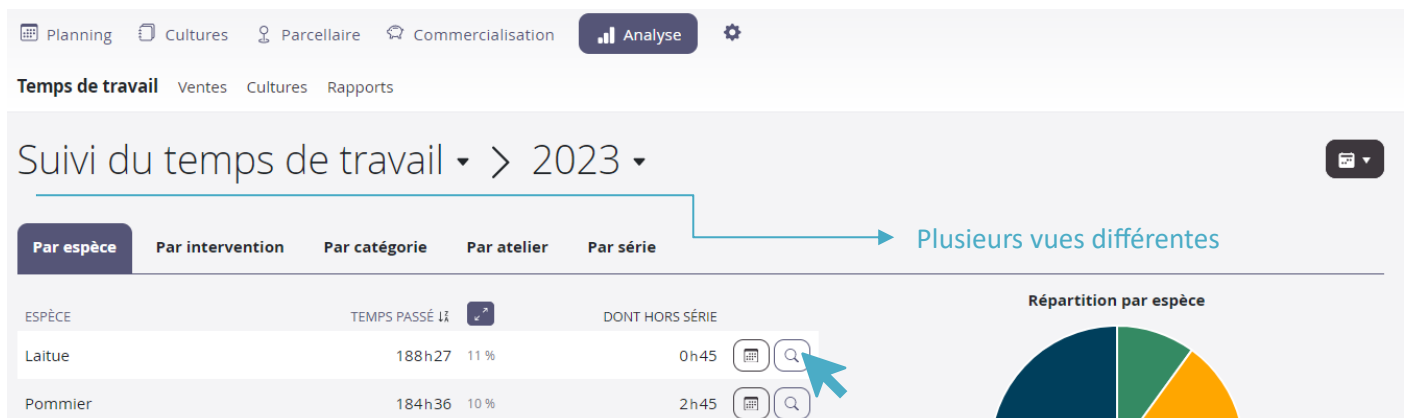 Planning Cultures Parcellaire Commercialisation Analyse
Temps de travail Ventes Cultures Rapports
Suivi du temps de travail > 2023
Plusieurs vues différentes
Par espèce Par intervention Par catégorie Par atelier Par série
Répartition par espèce
ESPÈCE TEMPS PASSÉ DONT HORS SÉRIE
Laitue 188h27 11 % 0h45
Pommier 184h36 10 % 2h45